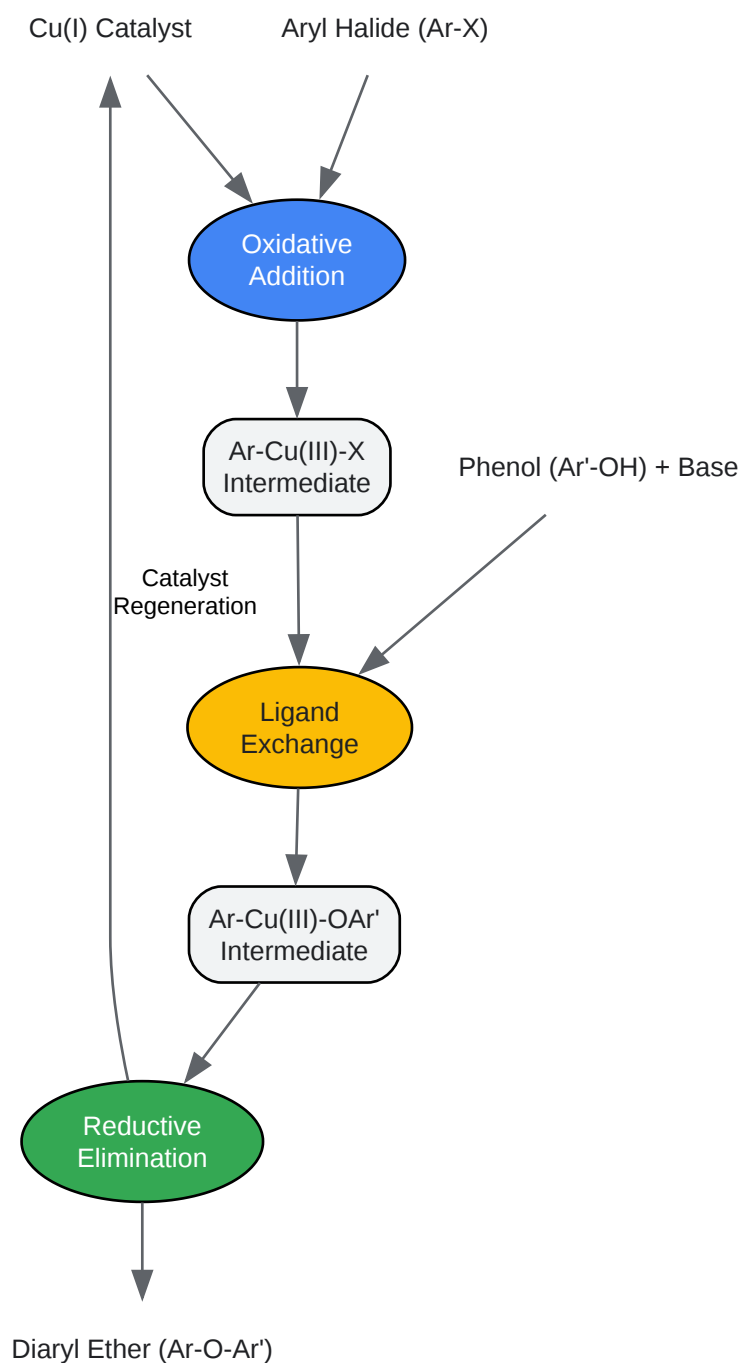 Cu(I) Catalyst
Aryl Halide (Ar-X)
Oxidative
Addition
Ar-Cu(III)-X
Intermediate
Phenol (Ar'-OH) + Base
Catalyst
Regeneration
Ligand
Exchange
Ar-Cu(III)-OAr'
Intermediate
Reductive
Elimination
Diaryl Ether (Ar-O-Ar')